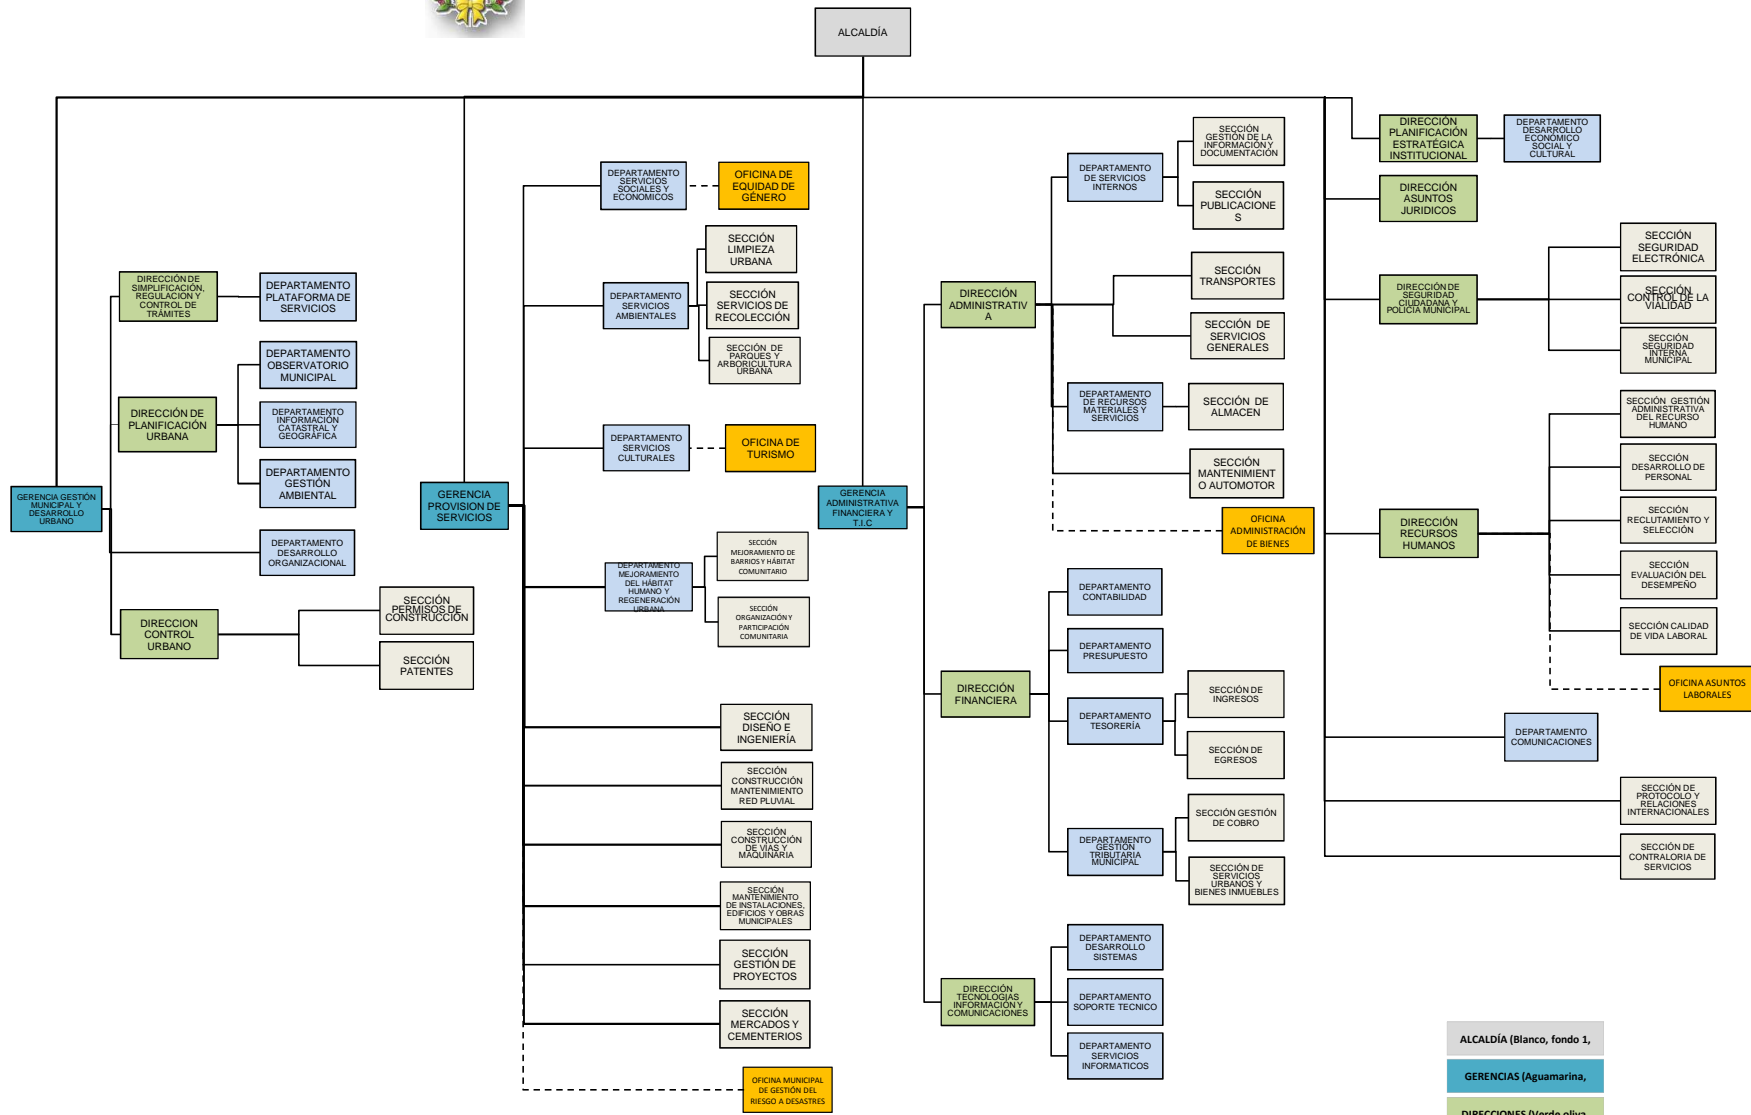 ALCALDÍA
GERENCIA GESTIÓN
MUNICIPAL Y
DESARROLLO
URBANO
DIRECCIÓN DE
SIMPLIFICACIÓN,
REGULACION Y
CONTROL DE
TRÁMITES
DEPARTAMENTO
PLATAFORMA DE
SERVICIOS
DIRECCIÓN DE
PLANIFICACIÓN
URBANA
DEPARTAMENTO
OBSERVATORIO
MUNICIPAL
DEPARTAMENTO
INFORMACIÓN
CATASTRAL Y
GEOGRÁFICA
DEPARTAMENTO
GESTIÓN
AMBIENTAL
DEPARTAMENTO
DESARROLLO
ORGANIZACIONAL
DIRECCION
CONTROL
URBANO
SECCIÓN
PERMISOS DE
CONSTRUCCIÓN
SECCIÓN
PATENTES
GERENCIA
PROVISION DE
SERVICIOS
DEPARTAMENTO
SERVICIOS
SOCIALES Y
ECONOMICOS
OFICINA DE
EQUIDAD DE
GÉNERO
DEPARTAMENTO
SERVICIOS
AMBIENTALES
SECCIÓN
LIMPIEZA
URBANA
SECCIÓN
SERVICIOS DE
RECOLECCIÓN
SECCIÓN DE
PARQUES Y
ARBORICULTURA
URBANA
DEPARTAMENTO
SERVICIOS
CULTURALES
OFICINA DE
TURISMO
DEPARTAMENTO
MEJORAMIENTO
DEL HÁBITAT
HUMANO Y
REGENERACIÓN
URBANA
SECCIÓN
MEJORAMIENTO DE
BARRIOS Y HÁBITAT
COMUNITARIO
SECCIÓN
ORGANIZACIÓN Y
PARTICIPACIÓN
COMUNITARIA
SECCIÓN
DISEÑO E
INGENIERÍA
SECCIÓN
CONSTRUCCIÓN
MANTENIMIENTO
RED PLUVIAL
SECCIÓN
CONSTRUCCIÓN
DE VÍAS Y
MAQUINARIA
SECCIÓN
MANTENIMIENTO
DE INSTALACIONES,
EDIFICIOS Y OBRAS
MUNICIPALES
SECCIÓN
GESTIÓN DE
PROYECTOS
SECCIÓN
MERCADOS Y
CEMENTERIOS
OFICINA MUNICIPAL
DE GESTIÓN DEL
RIESGO A DESASTRES
GERENCIA
ADMINISTRATIVA
FINANCIERA Y
T.I.C
DIRECCIÓN
ADMINISTRATIV
A
DEPARTAMENTO
DE SERVICIOS
INTERNOS
SECCIÓN
GESTIÓN DE LA
INFORMACIÓN Y
DOCUMENTACIÓN
SECCIÓN
PUBLICACIONE
S
SECCIÓN
TRANSPORTES
SECCIÓN DE
SERVICIOS
GENERALES
DEPARTAMENTO
DE RECURSOS
MATERIALES Y
SERVICIOS
SECCIÓN DE
ALMACEN
SECCIÓN
MANTENIMIENT
O AUTOMOTOR
OFICINA
ADMINISTRACIÓN
DE BIENES
DIRECCIÓN
FINANCIERA
DEPARTAMENTO
CONTABILIDAD
DEPARTAMENTO
PRESUPUESTO
DEPARTAMENTO
TESORERÍA
SECCIÓN DE
INGRESOS
SECCIÓN DE
EGRESOS
DEPARTAMENTO
GESTIÓN
TRIBUTARIA
MUNICIPAL
SECCIÓN GESTIÓN
DE COBRO
SECCIÓN DE
SERVICIOS
URBANOS Y
BIENES INMUEBLES
DIRECCIÓN
TECNOLOGÍAS
INFORMACIÓN Y
COMUNICACIONES
DEPARTAMENTO
DESARROLLO
SISTEMAS
DEPARTAMENTO
SOPORTE TECNICO
DEPARTAMENTO
SERVICIOS
INFORMATICOS
DIRECCIÓN
PLANIFICACIÓN
ESTRATÉGICA
INSTITUCIONAL
DEPARTAMENTO
DESARROLLO
ECONÓMICO
SOCIAL Y
CULTURAL
DIRECCIÓN
ASUNTOS
JURIDICOS
DIRECCIÓN DE
SEGURIDAD
CIUDADANA Y
POLICIA MUNICIPAL
SECCIÓN
SEGURIDAD
ELECTRÓNICA
SECCIÓN
CONTROL DE LA
VIALIDAD
SECCIÓN
SEGURIDAD
INTERNA
MUNICIPAL
DIRECCIÓN
RECURSOS
HUMANOS
SECCIÓN GESTIÓN
ADMINISTRATIVA
DEL RECURSO
HUMANO
SECCIÓN
DESARROLLO DE
PERSONAL
SECCIÓN
RECLUTAMIENTO Y
SELECCIÓN
SECCIÓN
EVALUACIÓN DEL
DESEMPEÑO
SECCIÓN CALIDAD
DE VIDA LABORAL
OFICINA ASUNTOS
LABORALES
DEPARTAMENTO
COMUNICACIONES
SECCIÓN DE
PROTOCOLO Y
RELACIONES
INTERNACIONALES
SECCIÓN DE
CONTRALORIA DE
SERVICIOS
ALCALDÍA (Blanco, fondo 1,
GERENCIAS (Aguamarina,
DIRECCIONES (Verde oliva,